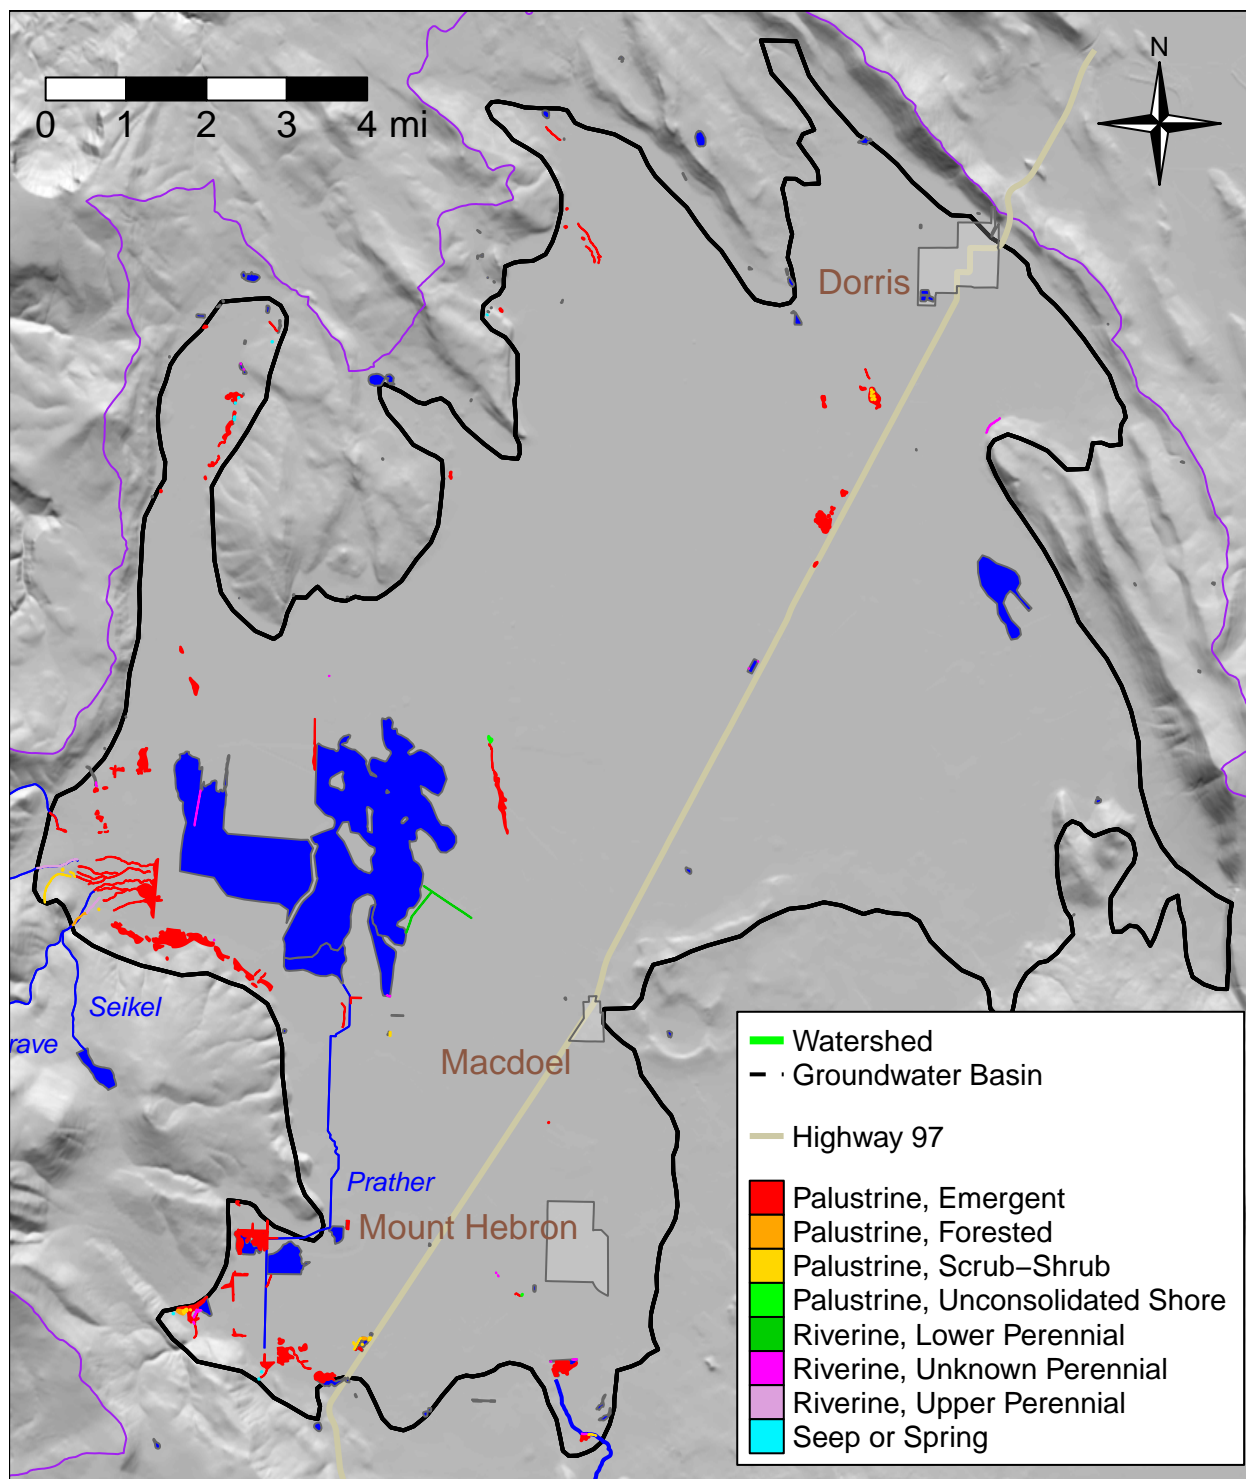 N
0 1 2 3 4 mi
Dorris
Seikel
rave
Macdoel
Prather
Mount Hebron
Watershed
Groundwater Basin
Highway 97
Palustrine, Emergent
Palustrine, Forested
Palustrine, Scrub−Shrub
Palustrine, Unconsolidated Shore
Riverine, Lower Perennial
Riverine, Unknown Perennial
Riverine, Upper Perennial
Seep or Spring